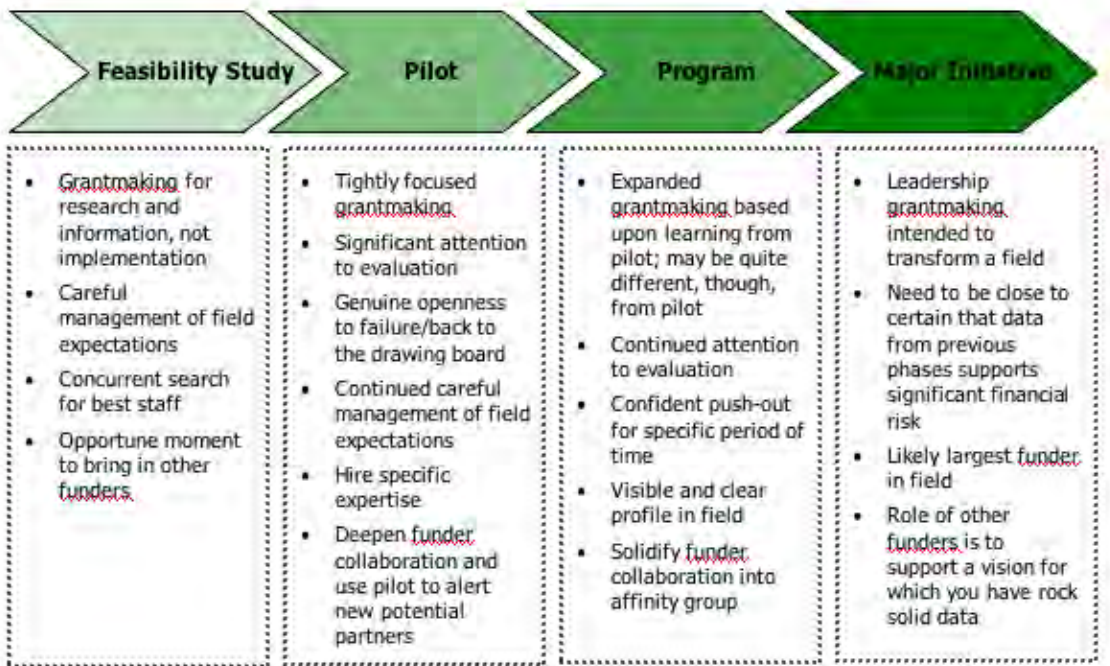 Feasibility Study
Pilot
Program
Major Initiative
• Grantmaking for
research and
information, not
implementation
• Careful
management of field
expectations
• Concurrent search
for best staff
• Opportune moment
to bring in other
funders
• Tightly focused
grantmaking
• Significant attention
to evaluation
• Genuine openness
to failure/back to
the drawing board
• Continued careful
management of field
expectations
• Hire specific
expertise
• Deepen funder
collaboration and
use pilot to alert
new potential
partners
• Expanded
grantmaking based
upon learning from
pilot; may be quite
different, though,
from pilot
• Continued attention
to evaluation
• Confident push-out
for specific period of
time
• Visible and clear
profile in field
• Solidify funder
collaboration into
affinity group
• Leadership
grantmaking
intended to
transform a field
• Need to be close to
certain that data
from previous
phases supports
significant financial
risk
• Likely largest funder
in field
• Role of other
funders is to
support a vision for
which you have rock
solid data